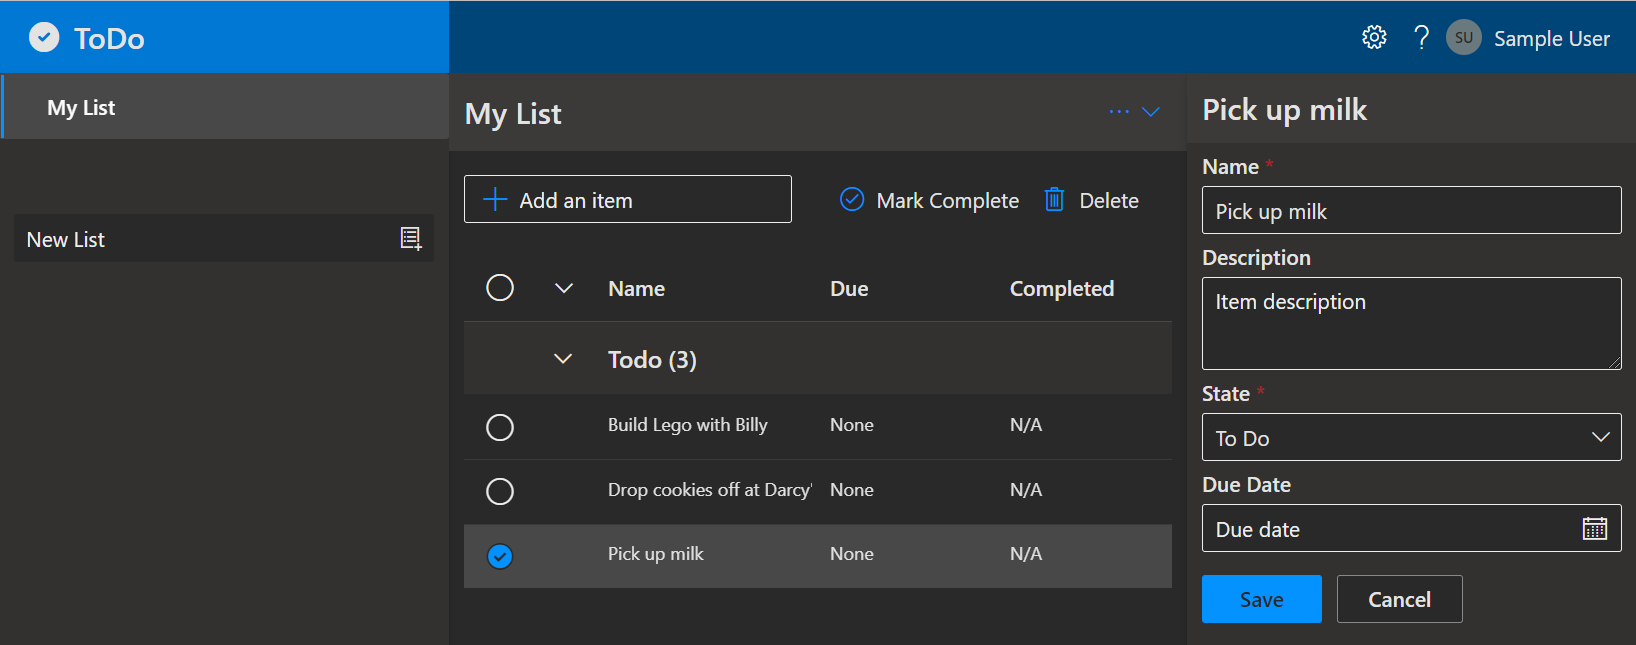 ToDo
SU Sample User
My List
New List
My List
Add an item
Mark Complete
Delete
Name Due Completed
Todo (3)
Build Lego with Billy None N/A
Drop cookies off at Darcy' None N/A
Pick up milk None N/A
Pick up milk
Name *
Pick up milk
Description
Item description
State *
To Do
Due Date
Due date
Save Cancel